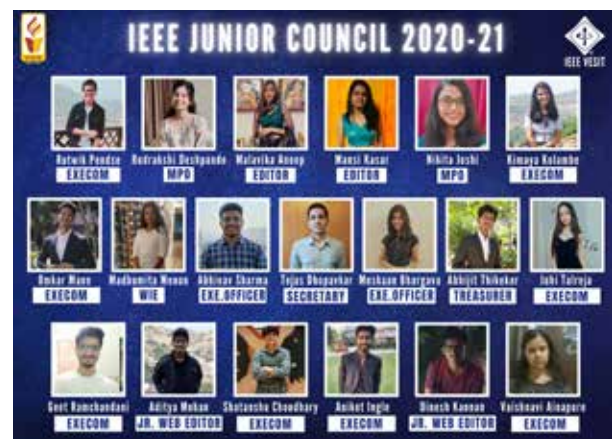 IEEE JUNIOR COUNCIL 2020-21
IEEE VESIT
Rutwik Pendse Rudrakshi Deshpande Malavika Anoop Mansi Kasar Nikita Joshi Kimaya Kolambe
EXECOM MPO EDITOR EDITOR MPO EXECOM
Omkar Mane Madhumita Menon Abhinav Sharma Tejas Dhopavkar Meskaan Bhargava Abhijit Thikekar Juhi Talreja
EXECOM WIE EXE.OFFICER SECRETARY EXE.OFFICER TREASURER EXECOM
Geet Ramchandani Aditya Mohan Shatanshu Choudhary Aniket Ingle Dinesh Kannan Vaishnavi Ainapure
EXECOM JR. WEB EDITOR EXECOM EXECOM JR. WEB EDITOR EXECOM